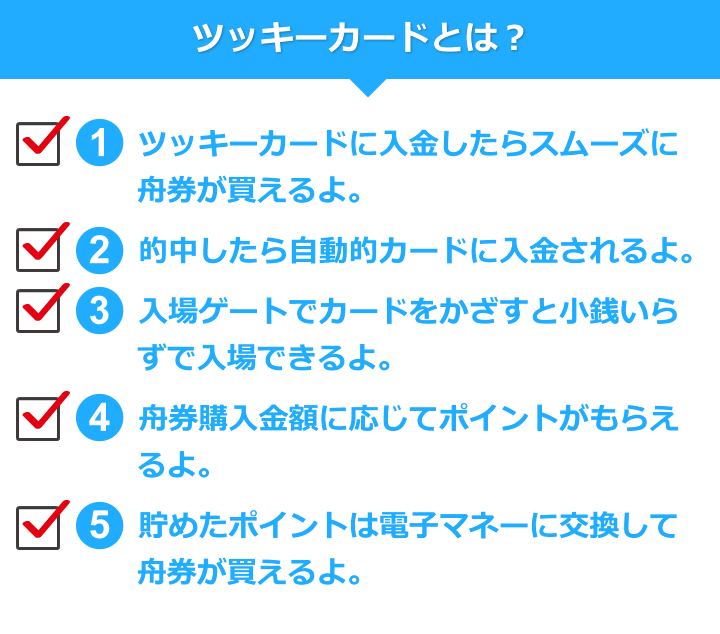 ツッキーカードとは？
1 ツッキーカードに入金したらスムーズに
舟券が買えるよ。
2 的中したら自動的カードに入金されるよ。
3 入場ゲートでカードをかざすと小銭いら
ずで入場できるよ。
4 舟券購入金額に応じてポイントがもらえ
るよ。
5 貯めたポイントは電子マネーに交換して
舟券が買えるよ。